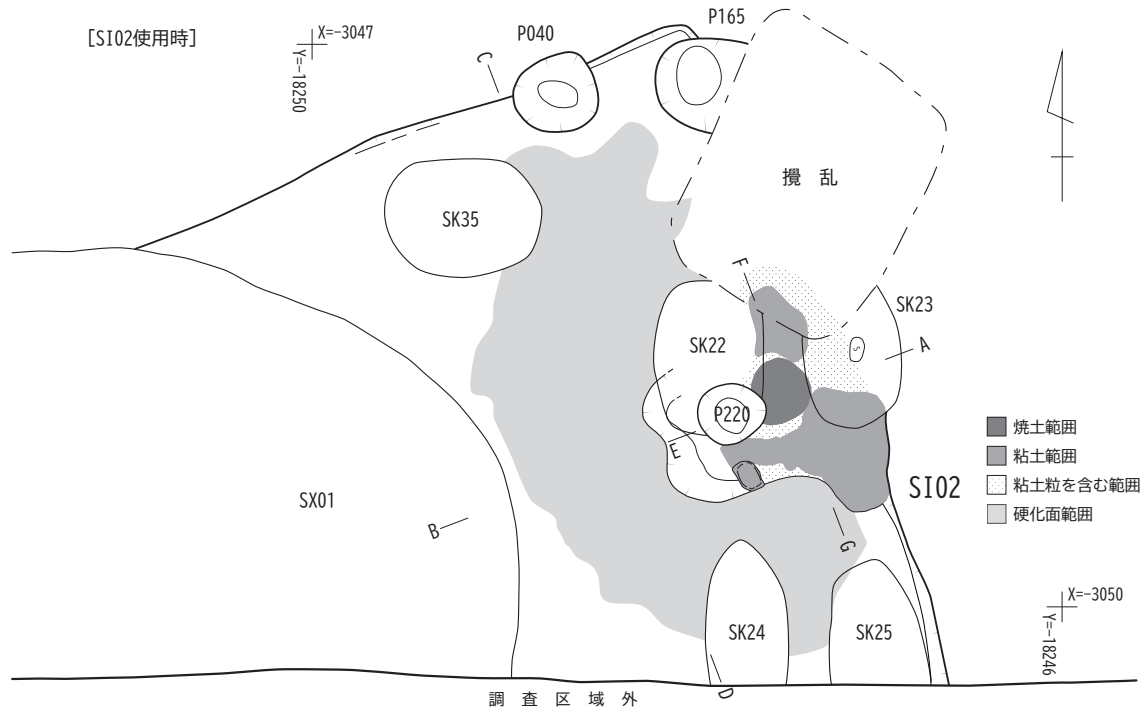 [SI02使用時]
X=-3047
Y=-18250
P040
P165
C
攪乱
SK35
F
SK23
S
A
SK22
P220
E
焼土範囲
粘土範囲
粘土粒を含む範囲
硬化面範囲
SI02
SX01
B
G
X=-3050
Y=-18246
SK24
SK25
D
調査区域外